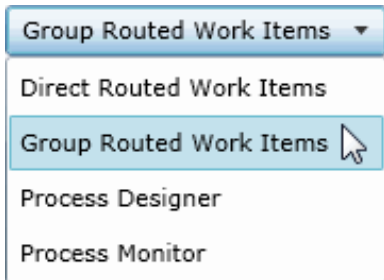 Group Routed Work Items
Direct Routed Work Items
Group Routed Work Items
Process Designer
Process Monitor